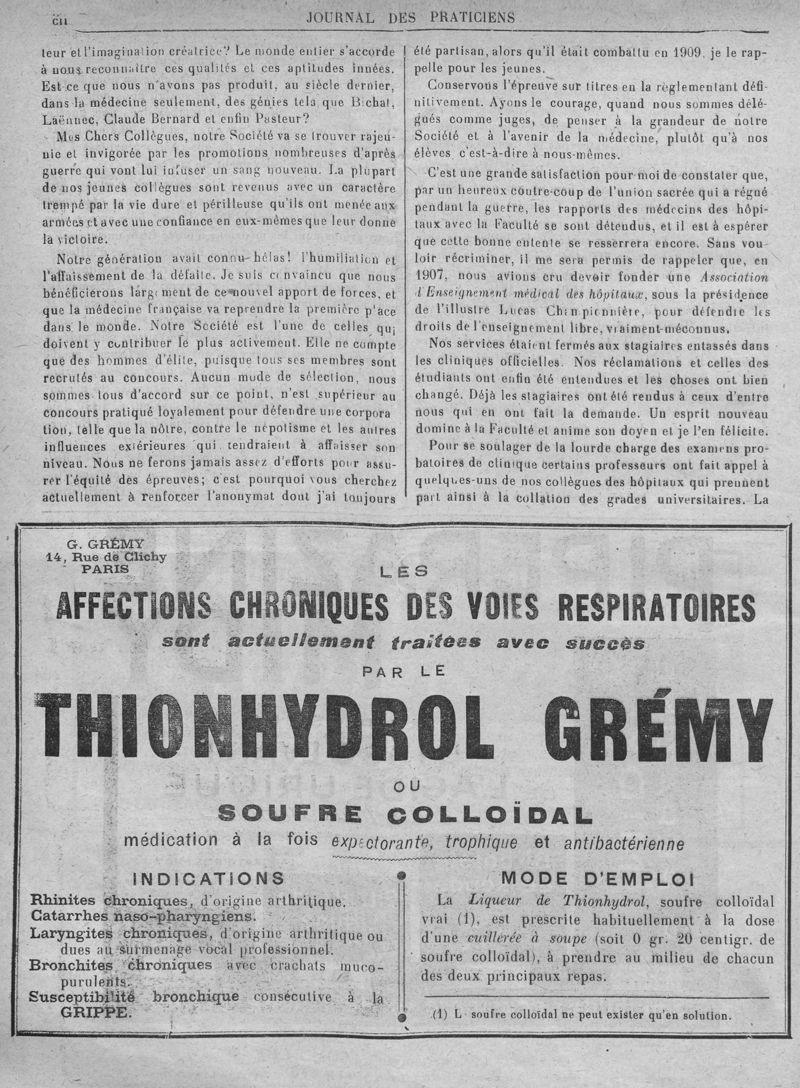 CII
JOURNAL DES PRATICIENS
teur et l'imagination créatrice? Le monde entier s'accorde
à nous reconnaître ces qualités et ces aptitudes innées.
Est ce que nous n'avons pas produit, au siècle dernier,
dans la médecine seulement, des génies tels que Bichat,
Laënnec, Claude Bernard et enfin Pasteur?
Mes Chers Collègues, notre Société va se trouver rajeu-
nie et invigorée par les promotions nombreuses d'après
guerre qui vont lui infuser un sang nouveau. La plupart
de nos jeunes collègues sont revenus avec un caractère
trempé par la vie dure et périlleuse qu'ils ont menée aux
armées et avec une confiance en eux-mêmes que leur donne
la victoire.
Notre génération avait connu hélas! l'humiliation et
l'affaissement de la défaite. Je suis convaincu que nous
bénéficierons largement de ce nouvel apport de forces, et
que la médecine française va reprendre la première place
dans le monde. Notre Société est l'une de celles qui
doivent y contribuer le plus activement. Elle ne compte
que des hommes d'élite, puisque tous ses membres sont
recrutés au concours. Aucun mode de sélection, nous
sommes tous d'accord sur ce point, n'est supérieur au
concours pratiqué loyalement pour défendre une corpora
tion, telle que la nôtre, contre le népotisme et les autres
influences extérieures qui tendraient à affaisser son
niveau. Nous ne ferons jamais assez d'efforts pour assu-
rer l'équité des épreuves; c'est pourquoi vous cherchez
actuellement à renforcer l'anonymat dont j'ai toujours
été partisan, alors qu'il était combattu en 1909, je le rap-
pelle pour les jeunes.
Conservons l'épreuve sur titres en la règlementant défi-
nitivement. Ayons le courage, quand nous sommes délé-
gués comme juges, de penser à la grandeur de notre
Société et à l'avenir de la médecine, plutôt qu'à nos
élèves c'est-à-dire à nous-mêmes.
C'est une grande satisfaction pour moi de constater que,
par un heureux contre-coup de l'union sacrée qui a régné
pendant la guerre, les rapports des médecins des hôpi-
taux avec la Faculté se sont détendus, et il est à espérer
que cette bonne entente se resserrera encore. Sans vou-
loir récriminer, il me sera permis de rappeler que, en
1907, nous avions cru devoir fonder une Association
d'Enseignement médical des hôpitaux, sous la présidence
de l'illustre Lucas Championnière, pour défendre les
droits de l'enseignement libre, vraiment méconnus.
Nos services étaient fermés aux stagiaires entassés dans
les cliniques officielles. Nos réclamations et celles des
étudiants ont enfin été entendues et les choses ont bien
changé. Déjà les stagiaires ont été rendus à ceux d'entre
nous qui en ont fait la demande. Un esprit nouveau
domine à la Faculté et anime son doyen et je l'en félicite.
Pour se soulager de la lourde charge des examens pro-
batoires de clinique certains professeurs ont fait appel à
quelques-uns de nos collègues des hôpitaux qui prennent
part ainsi à la collation des grades universitaires. La
G. GRÉMY
14, Rue de Clichy
PARIS
LES
AFFECTIONS CHRONIQUES DES VOIES RESPIRATOIRES
sont actuellement traitées avec succès
PAR LE
THIONHYDROL GRÉMY
OU
SOUFRE COLLOÏDAL
médication à la fois expectorante, trophique et antibactérienne
INDICATIONS
Rhinites chroniques, d'origine arthritique.
Catarrhes naso-pharyngiens.
Laryngites chroniques, d'origine arthritique ou
dues au surmenage vocal professionnel.
Bronchites chroniques avec crachats muco-
purulents.
Susceptibilité bronchique consécutive à la
GRIPPE.
MODE D'EMPLOI
La Liqueur de Thionhydrol, soufre colloïdal
vrai (1), est prescrite habituellement à la dose
d'une cuillerée à soupe (soit 0 gr. 20 centigr. de
soufre colloïdal), à prendre au milieu de chacun
des deux principaux repas.
(1) L soufre colloïdal ne peut exister qu'en solution.